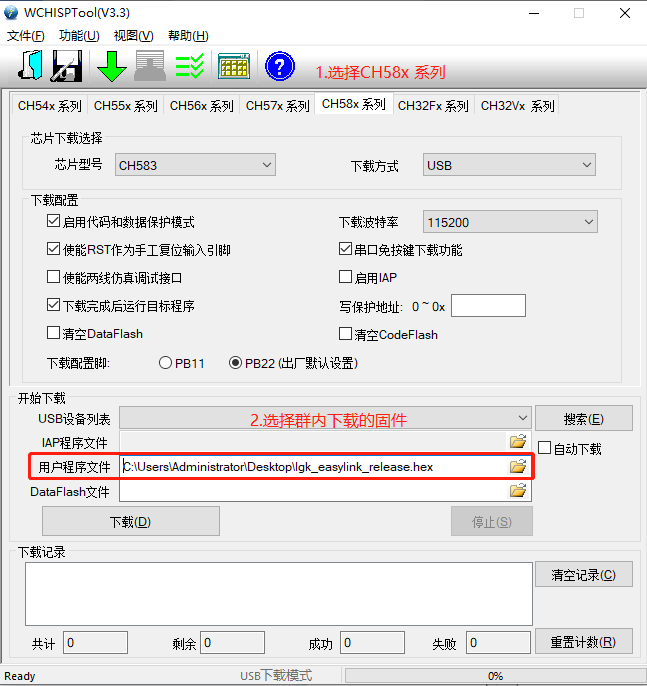 WCHISPTool(V3.3)
文件(F) 功能(U) 视图(V) 帮助(H)
1.选择CH58x 系列
CH54x 系列 CH55x 系列 CH56x 系列 CH57x 系列 CH58x 系列 CH32Fx 系列 CH32Vx 系列
芯片下载选择
芯片型号 CH583 下载方式 USB
下载配置
启用代码和数据保护模式 下载波特率 115200
使能RST作为手工复位输入引脚 串口免按键下载功能
使能两线仿真调试接口 启用IAP
下载完成后运行目标程序 写保护地址: 0 ~ 0x
清空DataFlash 清空CodeFlash
下载配置脚: PB11 PB22 (出厂默认设置)
开始下载
USB设备列表 2.选择群内下载的固件 搜索(E)
IAP程序文件 自动下载
用户程序文件 C:\Users\Administrator\Desktop\lgk_easylink_release.hex
DataFlash文件
下载(D) 停止(S)
下载记录
清空记录(C)
共计 0 剩余 0 成功 0 失败 0 重置计数(R)
Ready USB下载模式 0%